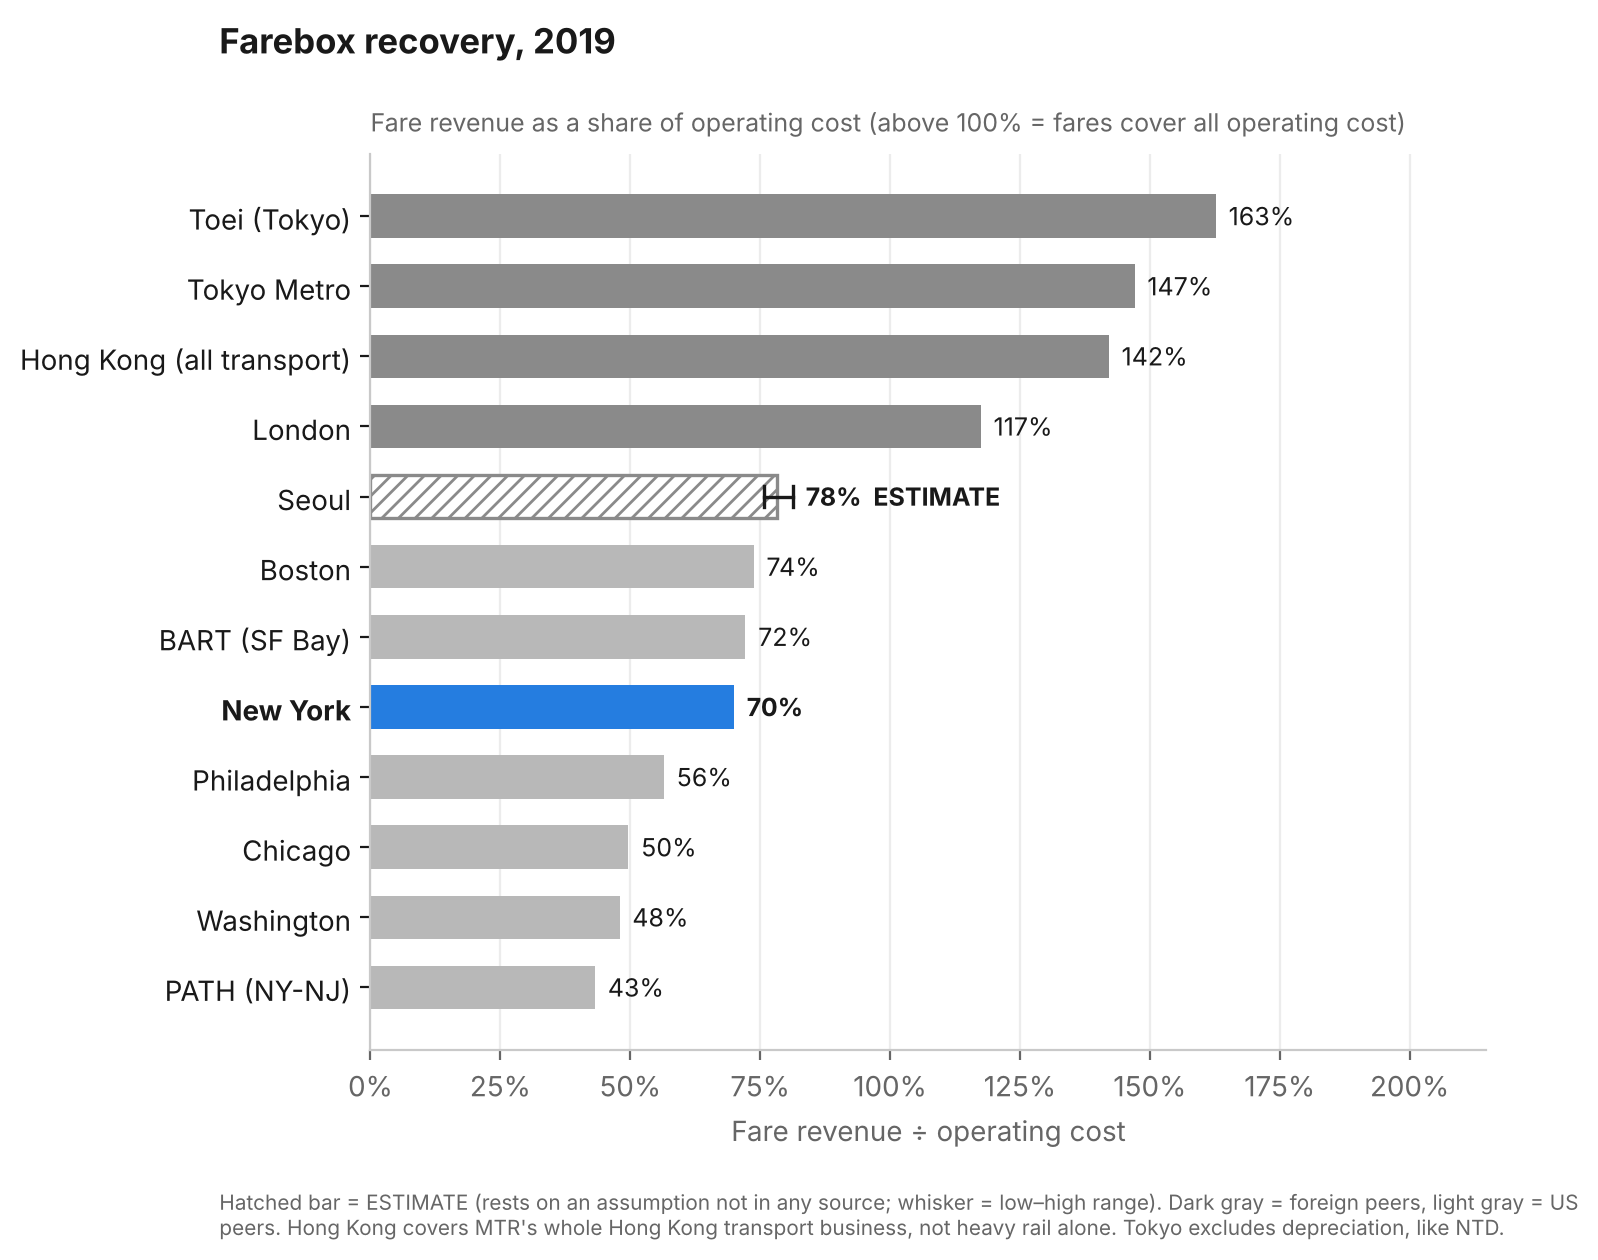 Farebox recovery, 2019
Fare revenue as a share of operating cost (above 100% = fares cover all operating cost)
Toei (Tokyo) 163%
Tokyo Metro 147%
Hong Kong (all transport) 142%
London 117%
Seoul 78% ESTIMATE
Boston 74%
BART (SF Bay) 72%
New York 70%
Philadelphia 56%
Chicago 50%
Washington 48%
PATH (NY-NJ) 43%
0% 25% 50% 75% 100% 125% 150% 175% 200%
Fare revenue ÷ operating cost
Hatched bar = ESTIMATE (rests on an assumption not in any source; whisker = low–high range). Dark gray = foreign peers, light gray = US
peers. Hong Kong covers MTR's whole Hong Kong transport business, not heavy rail alone. Tokyo excludes depreciation, like NTD.